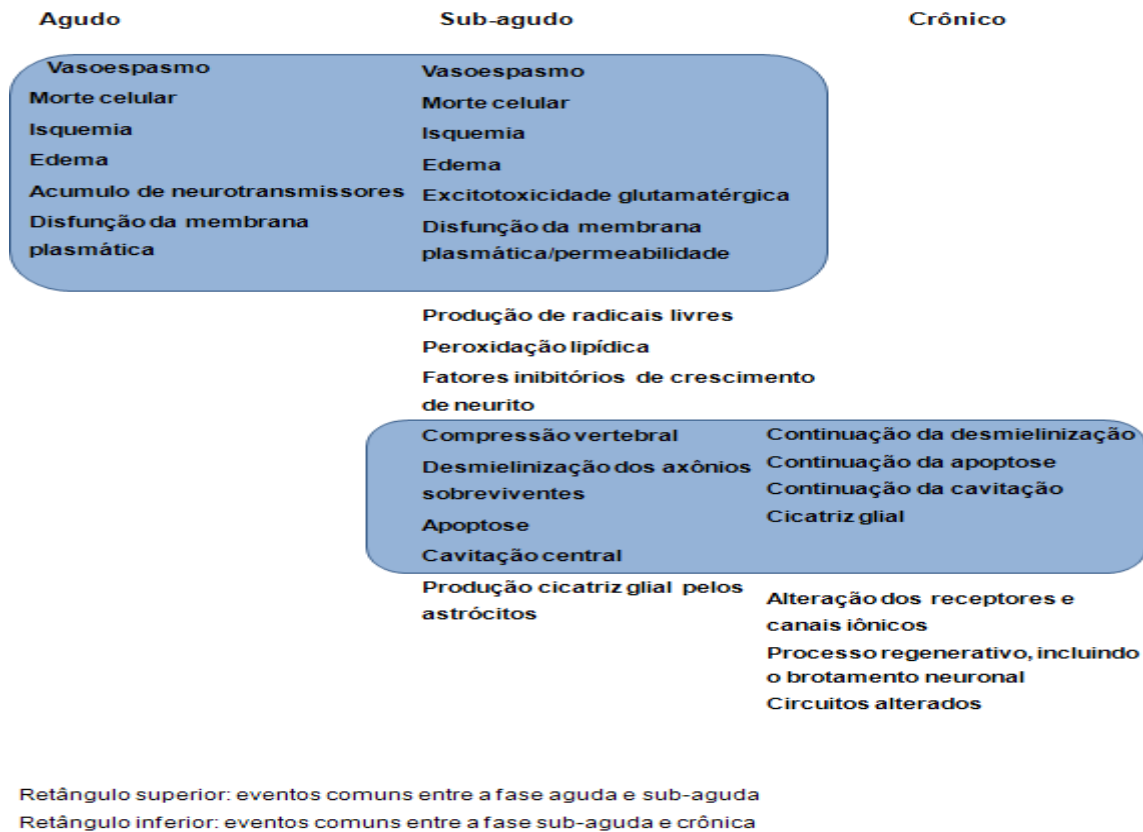 Agudo
Sub-agudo
Crônico
Vasoespasmo
Morte celular
Isquemia
Edema
Acumulo de neurotransmissores
Disfunção da membrana
plasmática
Vasoespasmo
Morte celular
Isquemia
Edema
Excitotoxicidade glutamatérgica
Disfunção da membrana
plasmática/permeabilidade
Produção de radicais livres
Peroxidação lipídica
Fatores inibitórios de crescimento
de neurito
Compressão vertebral
Desmielinização dos axônios
sobreviventes
Apoptose
Cavitação central
Produção cicatriz glial pelos
astrócitos
Continuação da desmielinização
Continuação da apoptose
Continuação da cavitação
Cicatriz glial
Alteração dos receptores e
canais iônicos
Processo regenerativo, incluindo
o brotamento neuronal
Circuitos alterados
Retângulo superior: eventos comuns entre a fase aguda e sub-aguda
Retângulo inferior: eventos comuns entre a fase sub-aguda e crônica